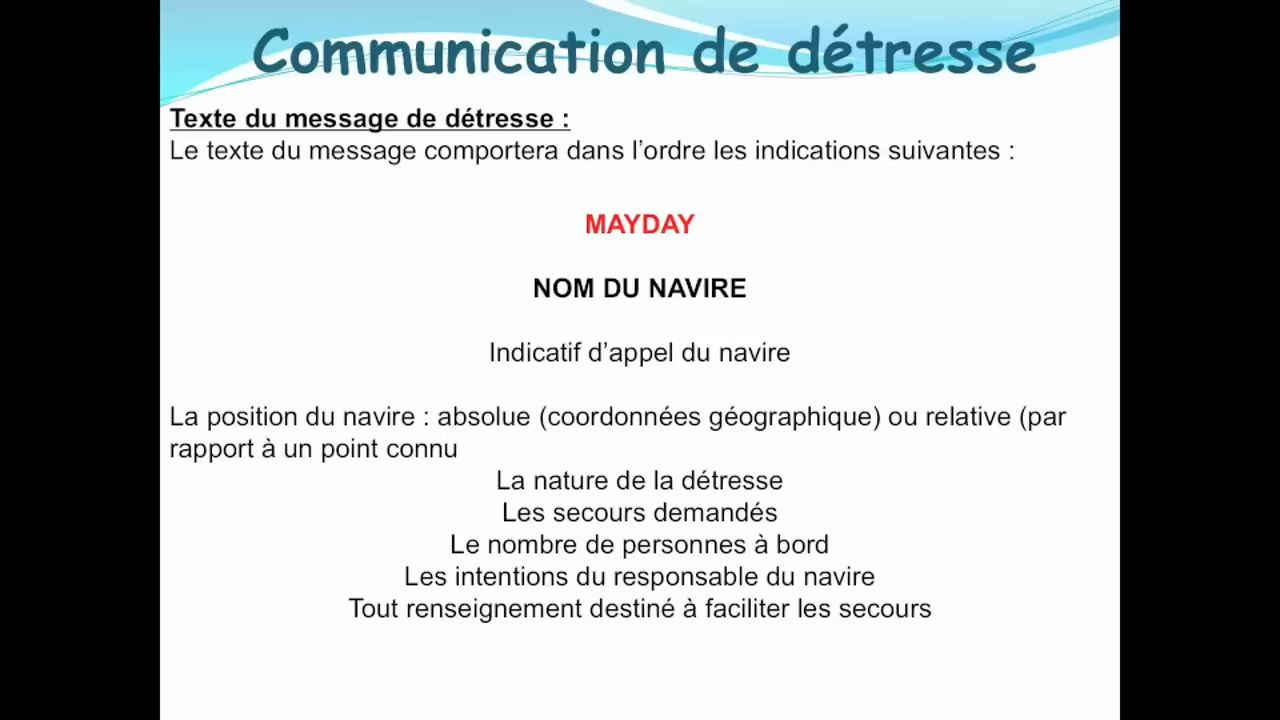 Communication de détresse
Texte du message de détresse :
Le texte du message comportera dans l’ordre les indications suivantes :
MAYDAY
NOM DU NAVIRE
Indicatif d’appel du navire
La position du navire : absolue (coordonnées géographique) ou relative (par
rapport à un point connu
La nature de la détresse
Les secours demandés
Le nombre de personnes à bord
Les intentions du responsable du navire
Tout renseignement destiné à faciliter les secours